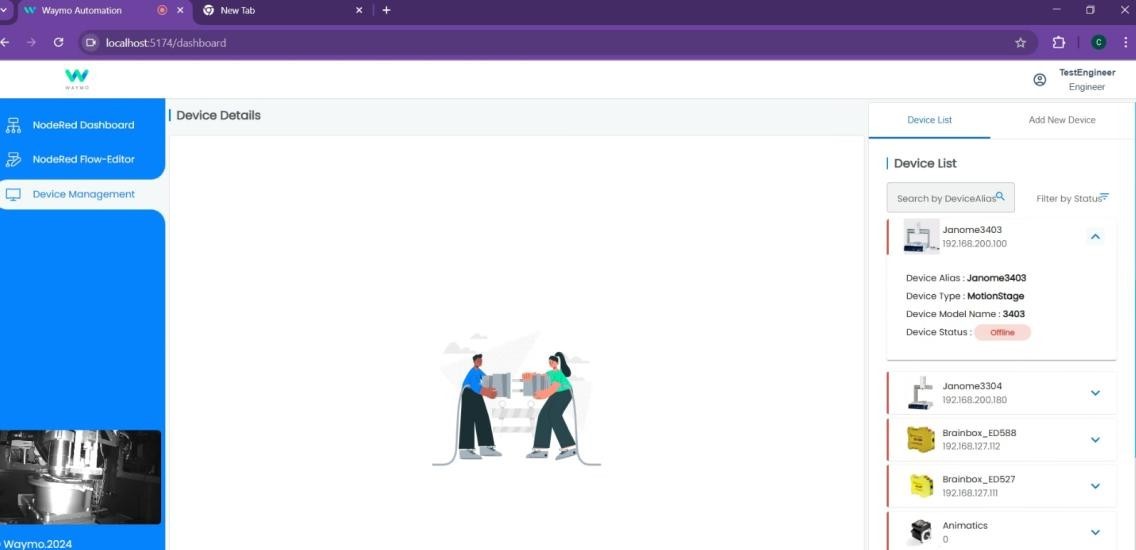 Waymo Automation
New Tab
localhost:5174/dashboard
C
WAYMO
TestEngineer
Engineer
NodeRed Dashboard
NodeRed Flow-Editor
Device Management
Waymo.2024
Device Details
Device List
Add New Device
Device List
Search by DeviceAlias
Filter by Status
Janome3403
192.168.200.100
Device Alias : Janome3403
Device Type : MotionStage
Device Model Name : 3403
Device Status : Offline
Janome3304
192.168.200.180
Brainbox_ED588
192.168.127.112
Brainbox_ED527
192.168.127.111
Animatics
0